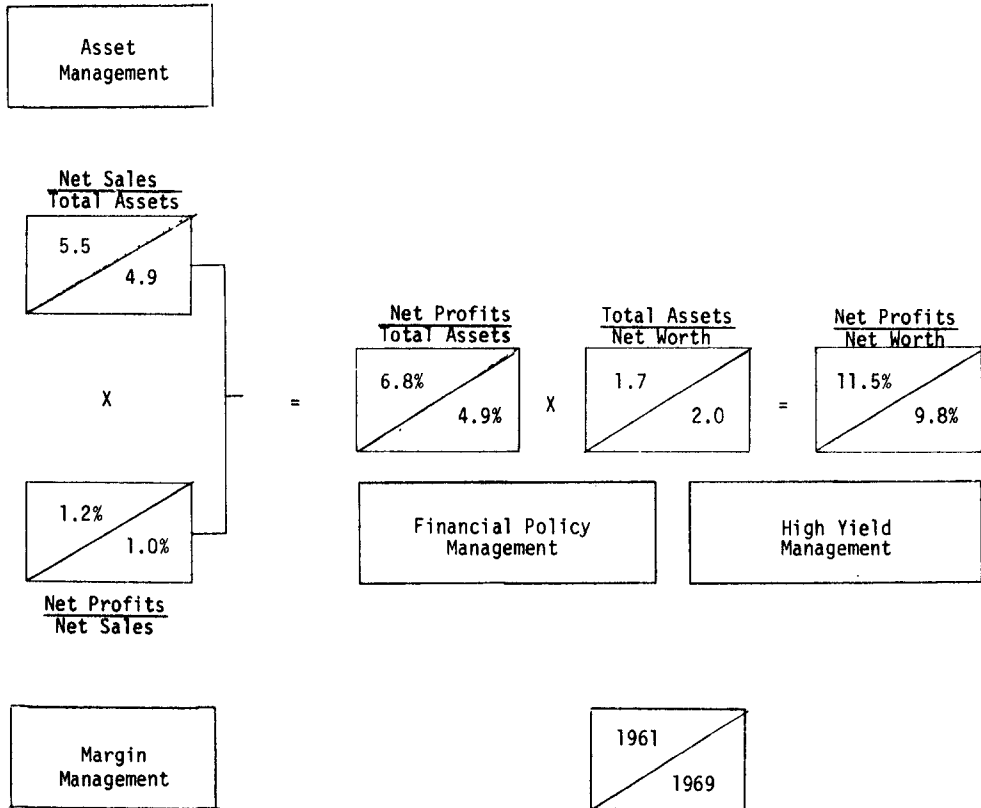 Asset
Management
Net Sales
Total Assets
5.5
4.9
X
1.2%
1.0%
Net Profits
Net Sales
Margin
Management
=
Net Profits
Total Assets
6.8%
4.9%
X
Total Assets
Net Worth
1.7
2.0
=
Net Profits
Net Worth
11.5%
9.8%
Financial Policy
Management
High Yield
Management
1961
1969